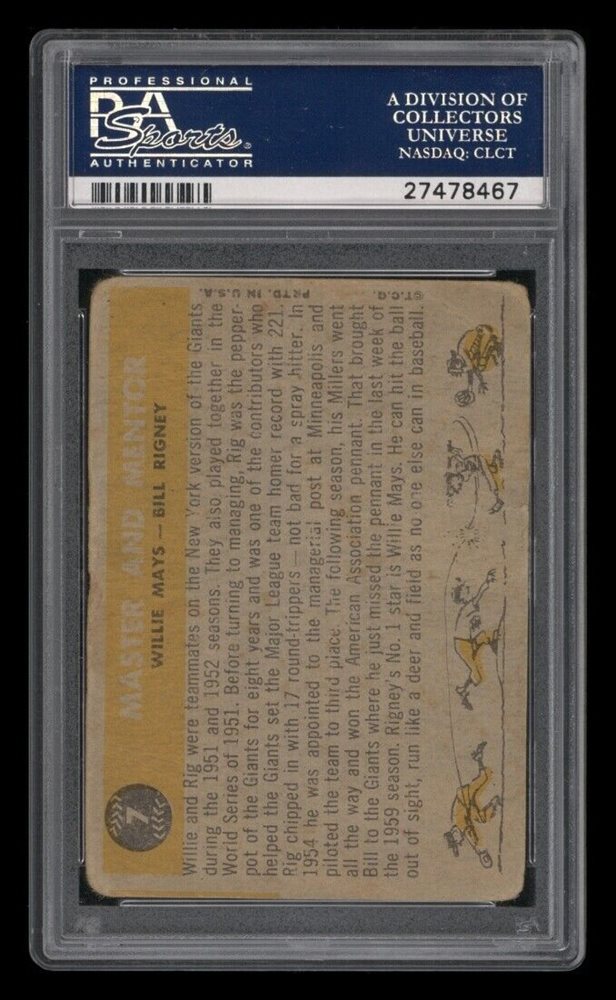 PROFESSIONAL
PSA
Sports®
AUTHENTICATOR
A DIVISION OF
COLLECTORS
UNIVERSE
NASDAQ: CLCT
27478467
7
MASTER AND MENTOR
WILLIE MAYS — BILL RIGNEY
Willie and Rig were teammates on the New York version of the Giants
during the 1951 and 1952 seasons. They also played together in the
World Series of 1951. Before turning to managing, Rig was the pepper-
pot of the Giants for eight years and was one of the contributors who
helped the Giants set the Major League team homer record with 221.
Rig chipped in with 17 round-trippers — not bad for a spray hitter. In
1954 he was appointed to the managerial post at Minneapolis and
piloted the team to third place. The following season, his Millers went
all the way and won the American Association pennant. That brought
Bill to the Giants where he just missed the pennant in the last week of
the 1959 season. Rigney's No. 1 star is Willie Mays. He can hit the ball
out of sight, run like a deer and field as no one else can in baseball.
©T.C.G.
PRTD. IN U.S.A.